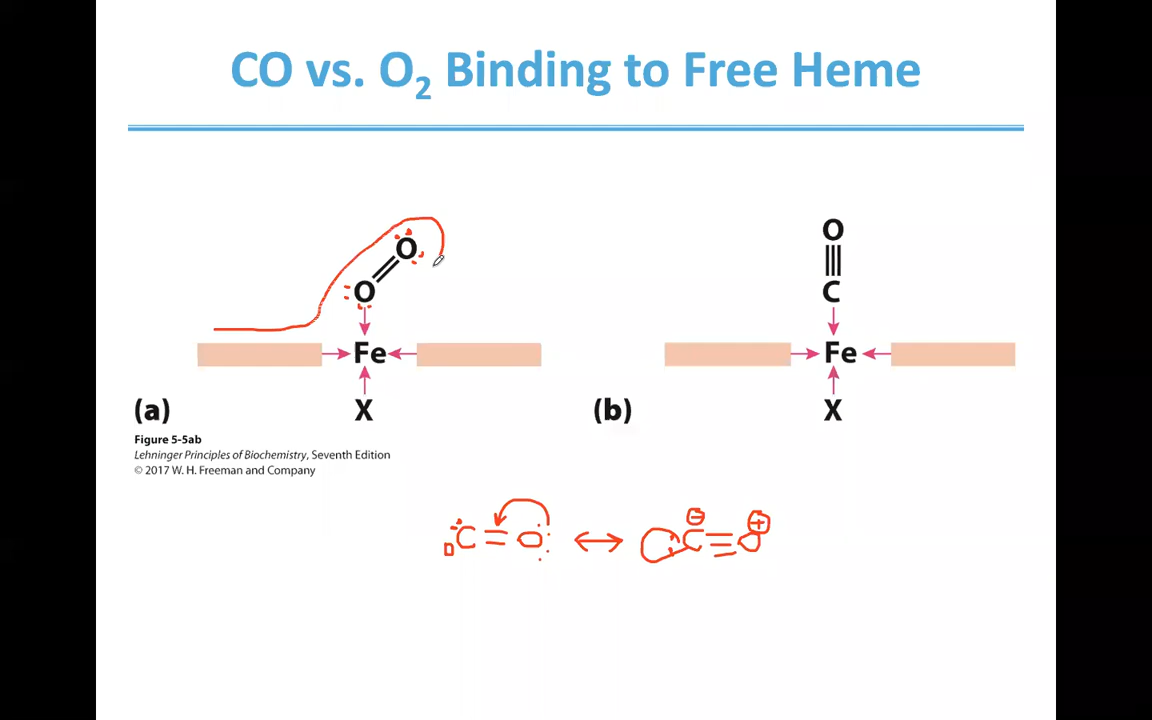 CO vs. O₂ Binding to Free Heme
O
O
Fe
X
(a)
O
C
Fe
X
(b)
Figure 5-5ab
Lehninger Principles of Biochemistry, Seventh Edition
© 2017 W. H. Freeman and Company
:C=O: ↔ :C≡O
⊖ ⊕